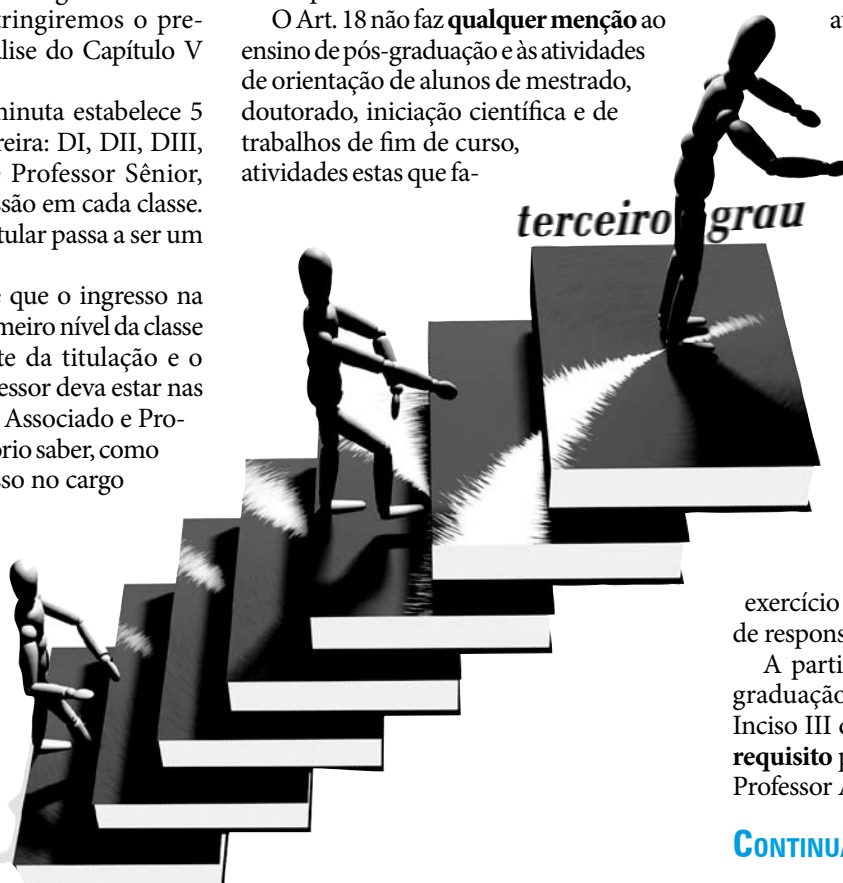 tringiremos o pre-
álise do Capítulo V
minuta estabelece 5
reira: DI, DII, DIII,
Professor Sênior,
ssão em cada classe.
tular passa a ser um
que o ingresso na
meiro nível da classe
te da titulação e o
essor deva estar nas
Associado e Pro-
ório saber, como
sso no cargo
O Art. 18 não faz qualquer menção ao
ensino de pós-graduação e às atividades
de orientação de alunos de mestrado,
doutorado, iniciação científica e de
trabalhos de fim de curso,
atividades estas que fa-
terceiro grau
exercício
de respons
A parti
graduação
Inciso III
requisito p
Professor A
CONTINUA